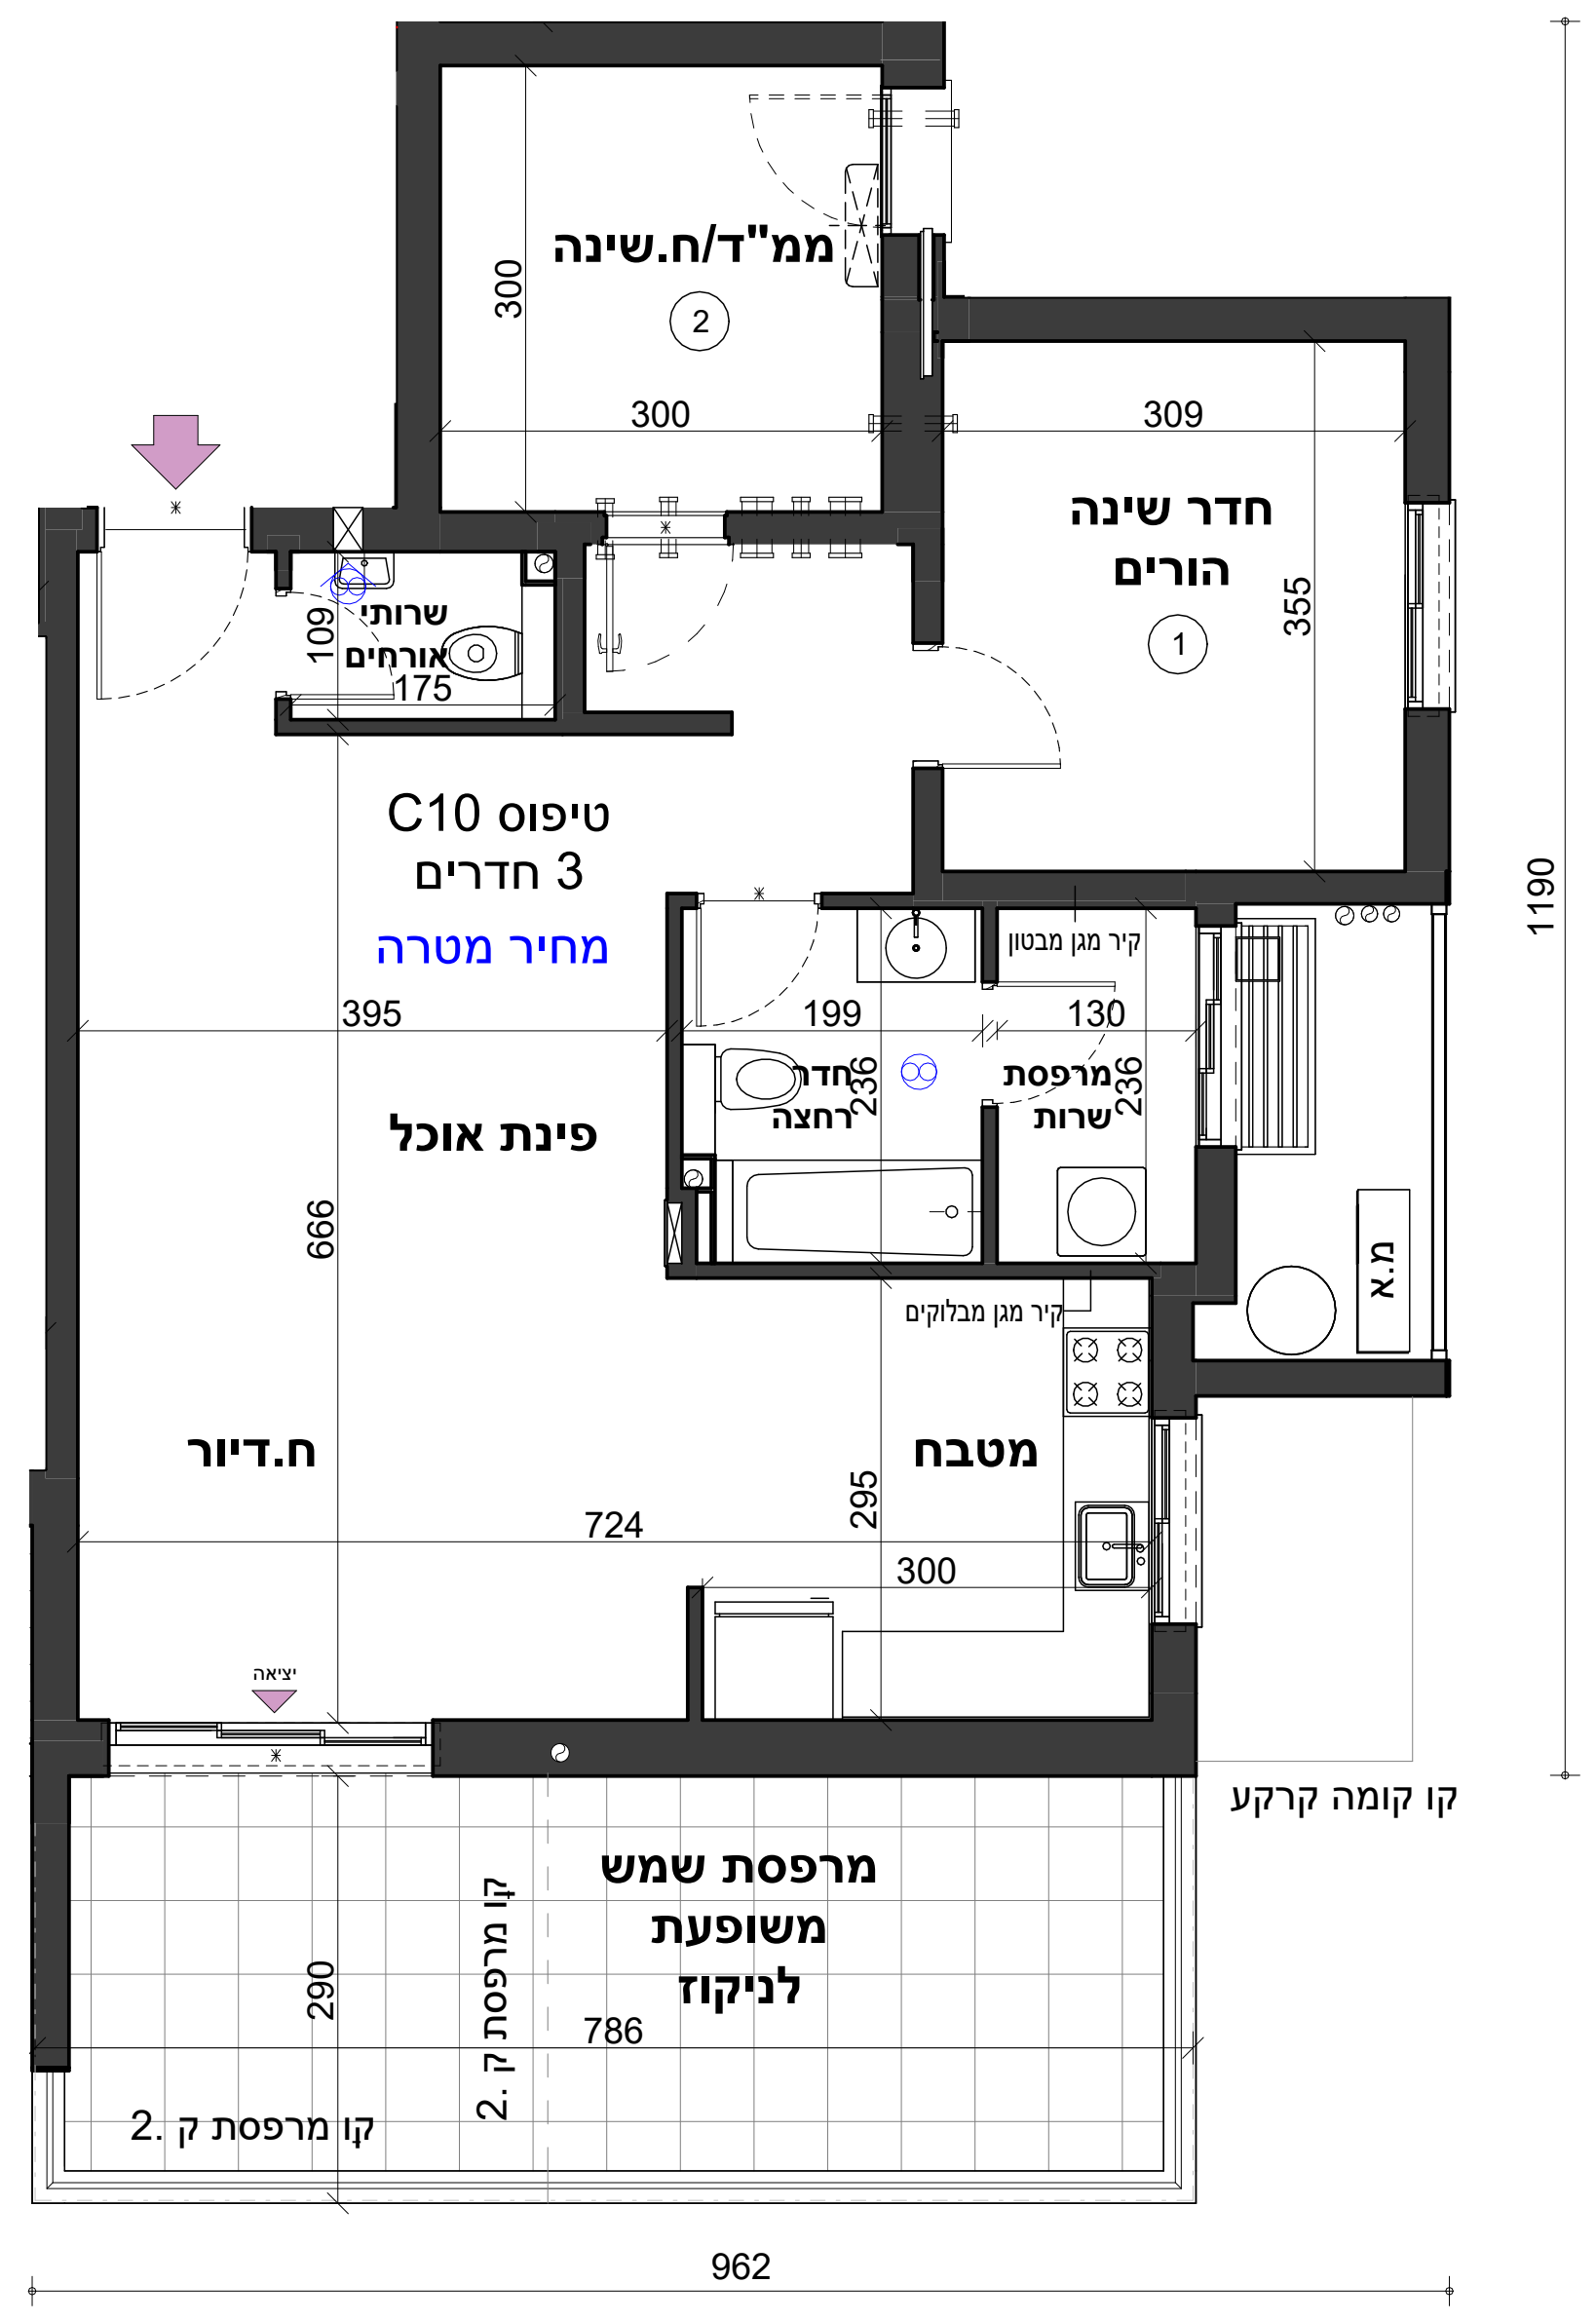 ממ"ד/ח.שינה
300
2
300
309
חדר שינה
הורים
355
1
שרותי
אורחים
109
175
טיפוס C10
3 חדרים
מחיר מטרה
1190
קיר מגן מבטון
395
199
130
חדר
רחצה
236
מרפסת
שרות
236
פינת אוכל
666
מ.א
קיר מגן מבלוקים
ח.דיור
מטבח
295
724
300
יציאה
קו קומה קרקע
מרפסת שמש
משופעת
לניקוז
קו מרפסת ק .2
290
786
קו מרפסת ק .2
962